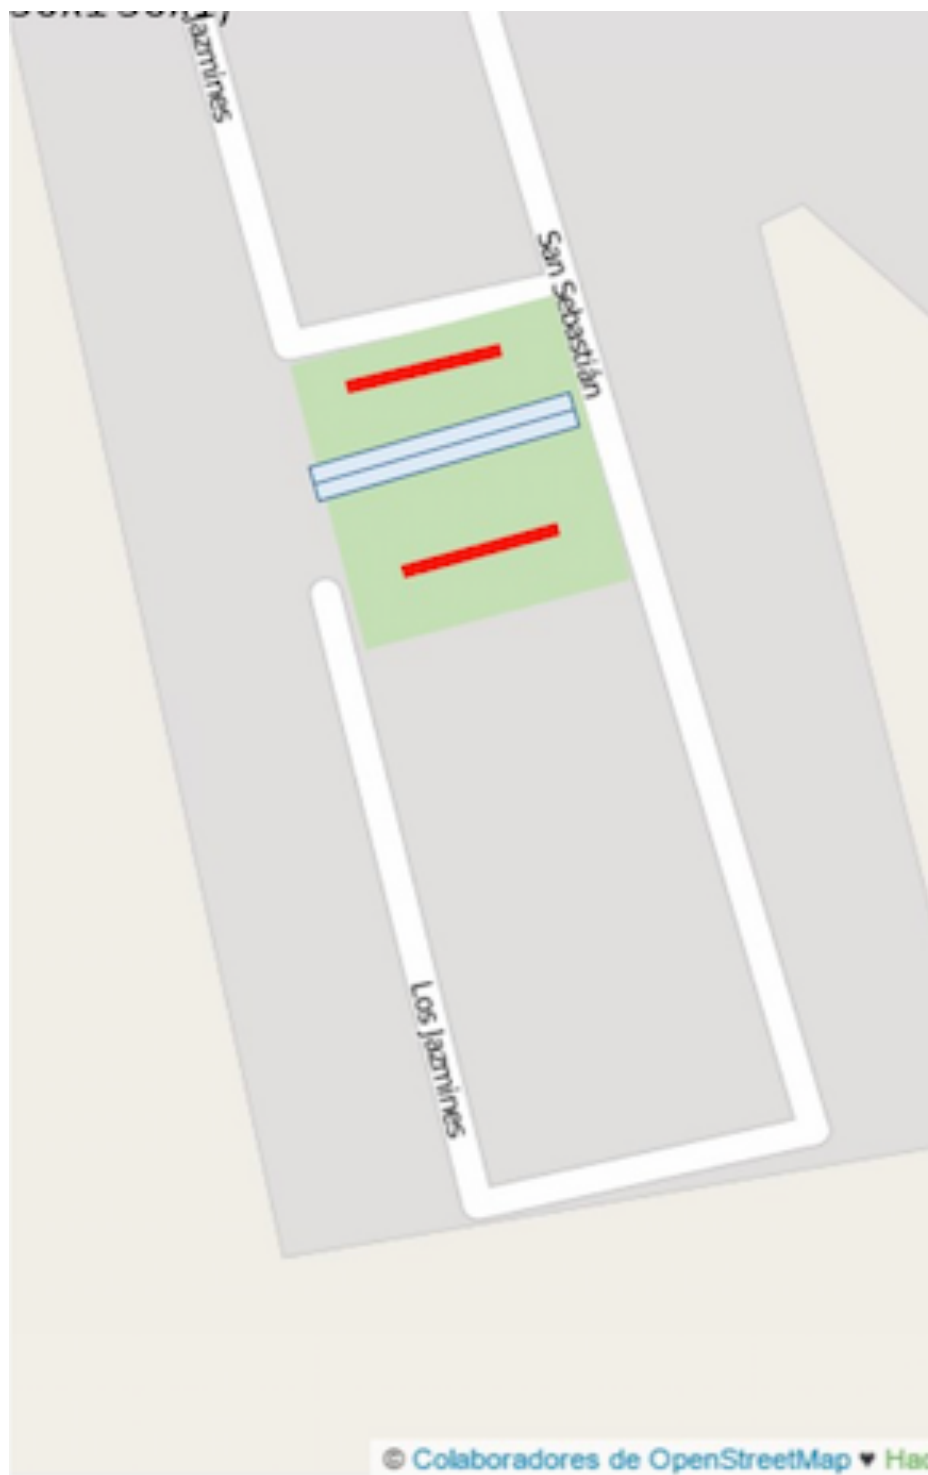 Jazmines
San Sebastián
Los Jazmines
© Colaboradores de OpenStreetMap ♥